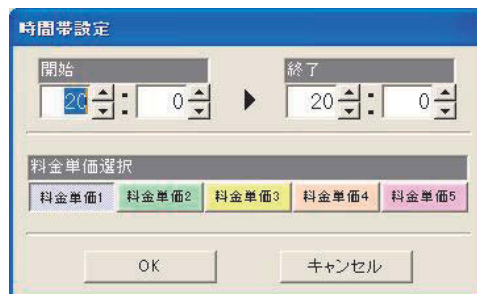 時間帯設定
開始 終了
20 : 0 ▶ 20 : 0
料金単価選択
料金単価1 料金単価2 料金単価3 料金単価4 料金単価5
OK キャンセル